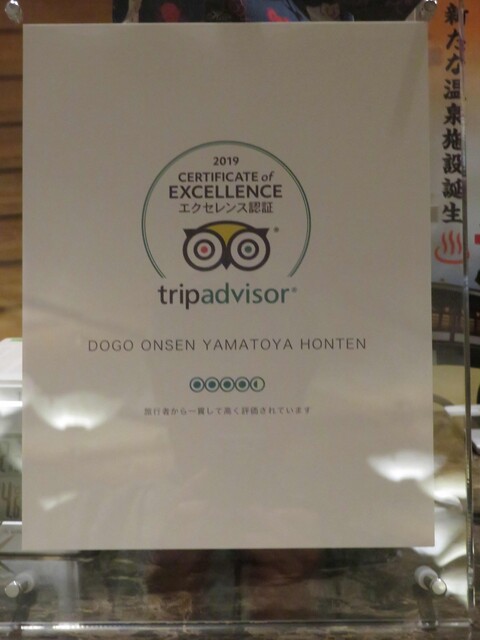 2019
CERTIFICATE of
EXCELLENCE
エクセレンス認証
tripadvisor®
DOGO ONSEN YAMATOYA HONTEN
旅行者から一貫して高く評価されています
新たな温泉施設誕生